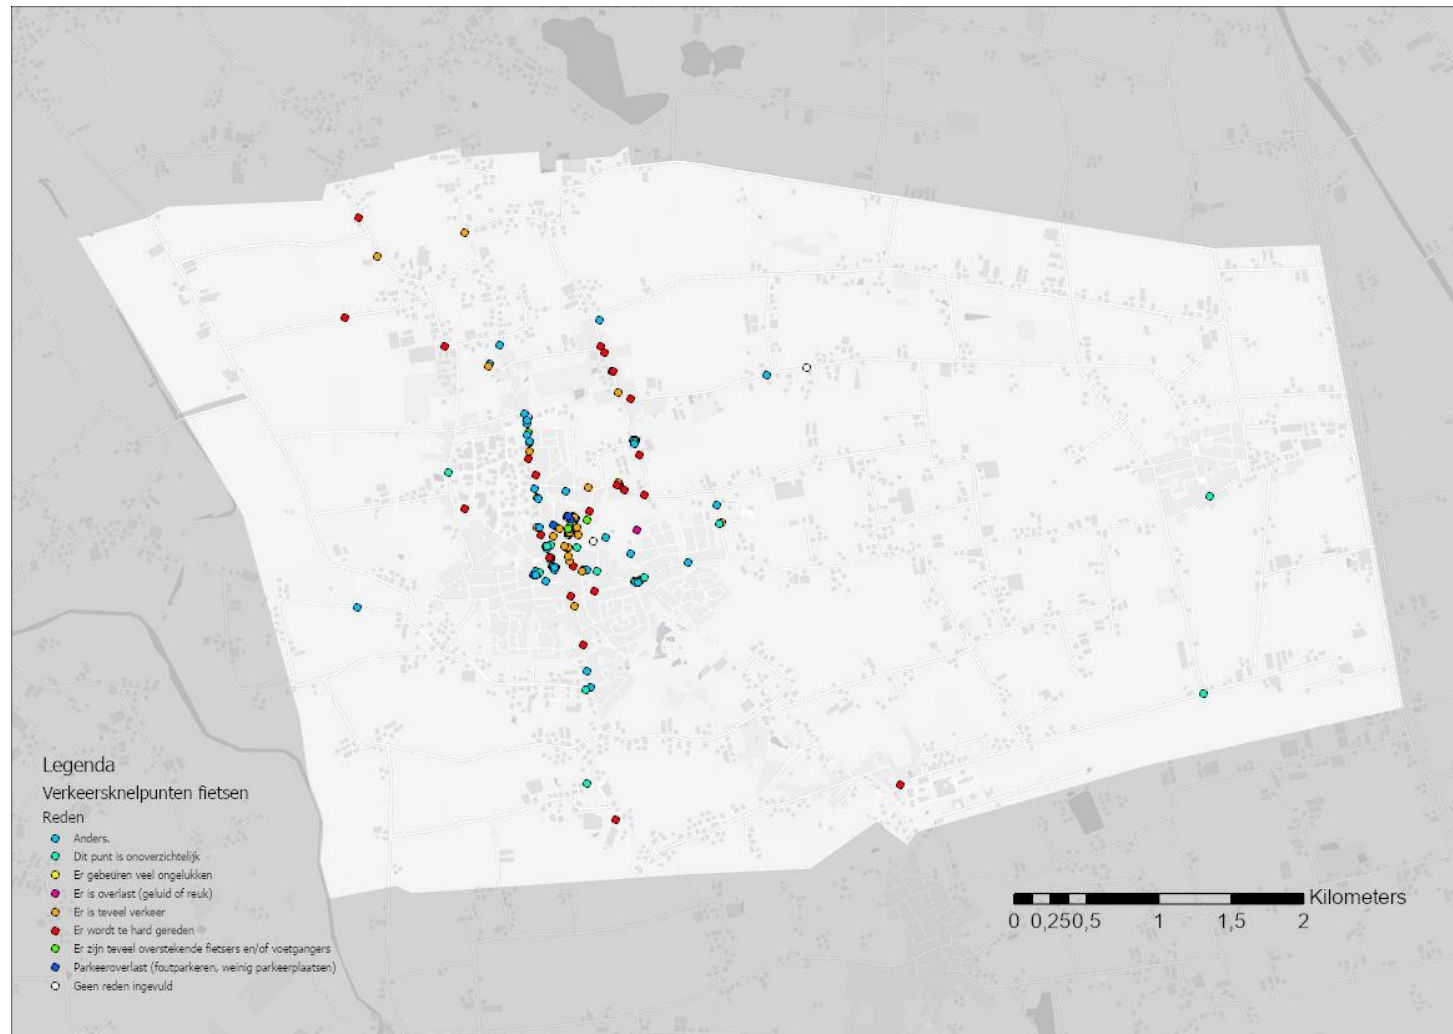 Legenda
Verkeersknelpunten fietsen
Reden
Anders.
Dit punt is onoverzichtelijk
Er gebeuren veel ongelukken
Er is overlast (geluid of reuk)
Er is teveel verkeer
Er wordt te hard gereden
Er zijn teveel overstekende fietsers en/of voetgangers
Parkeeroverlast (foutparkeren, weinig parkeerplaatsen)
Geen reden ingevuld
Kilometers
0 0,250,5 1 1,5 2